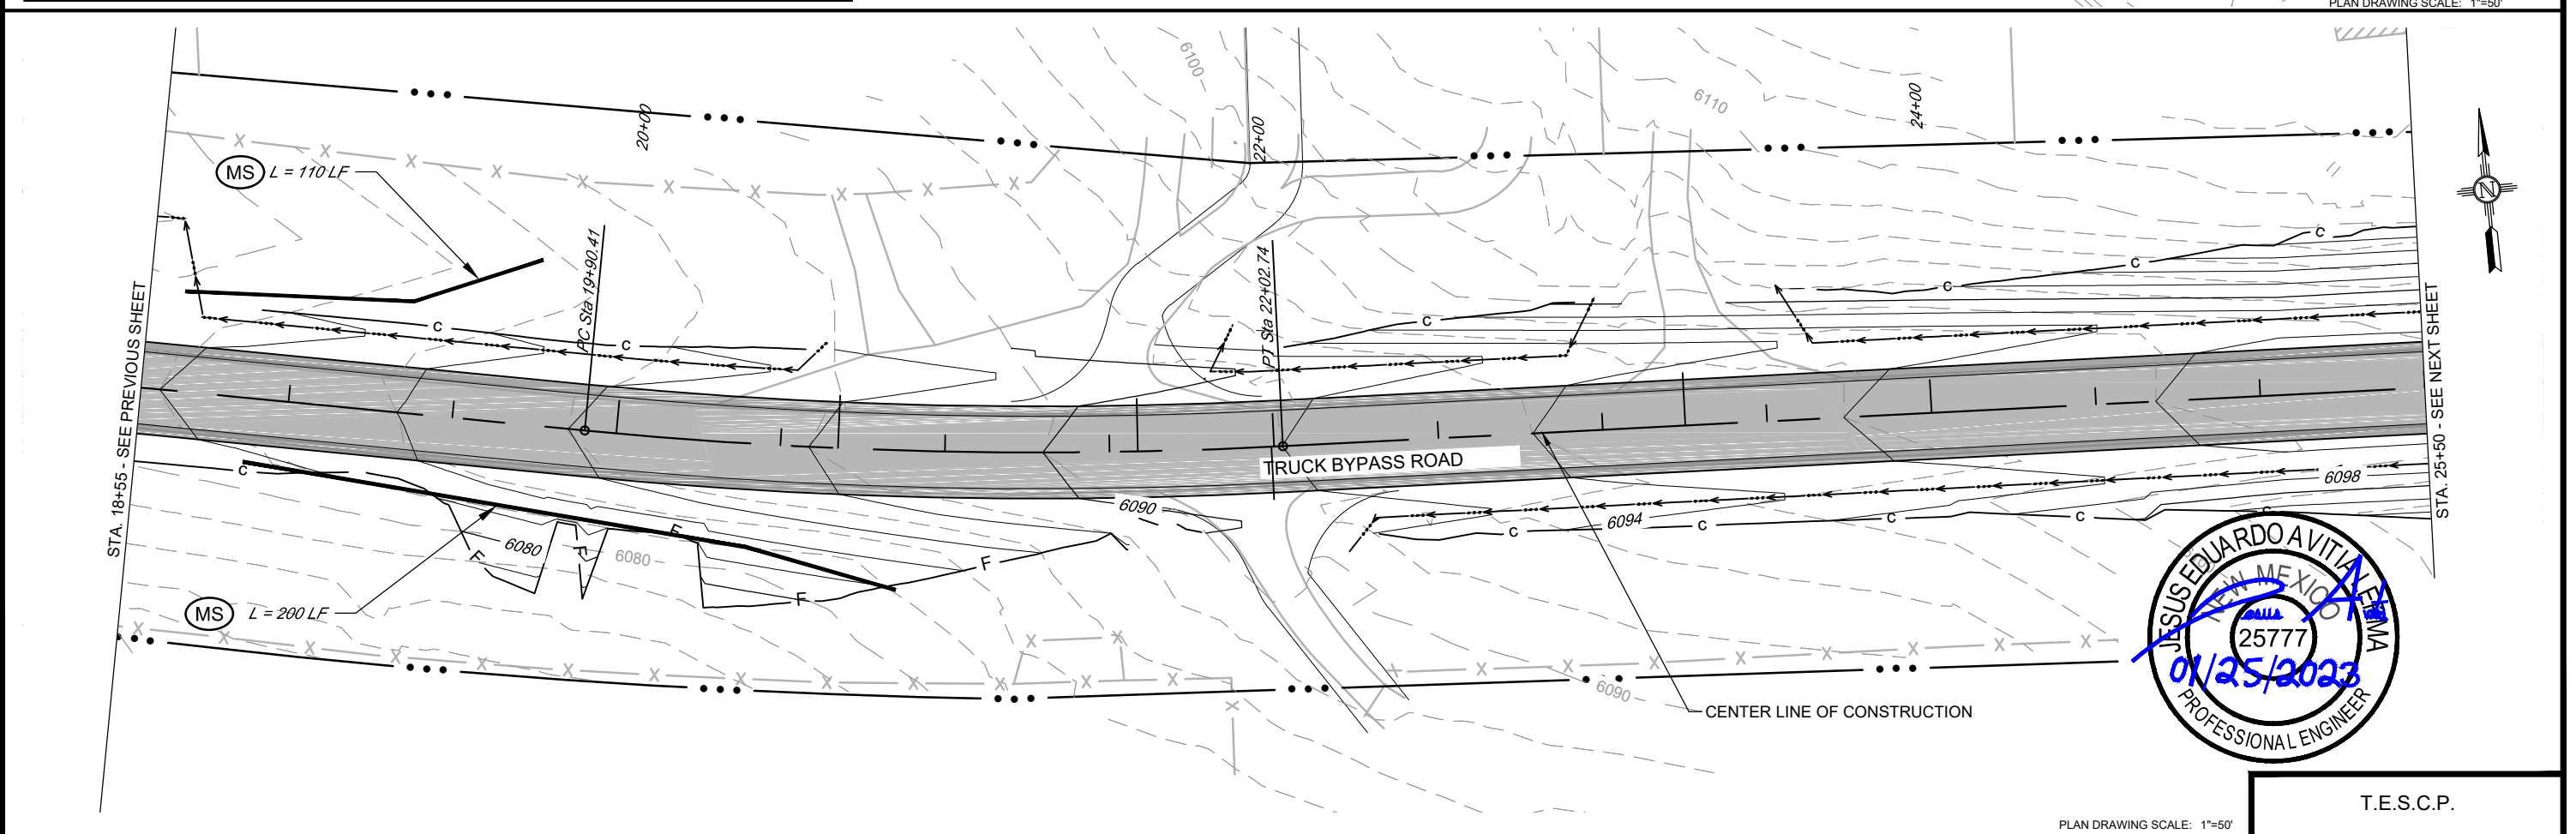 PLAN DRAWING SCALE: 1"=50'
6100
6110
20+00
22+00
24+00
MS L = 110 LF
X X X X X X X X X X
PC Sta 19+90.41
PT Sta 22+02.74
C C C C C C
N
STA. 18+55 - SEE PREVIOUS SHEET
STA. 25+50 - SEE NEXT SHEET
TRUCK BYPASS ROAD
6098
6090
6094
C C C C C C
6080
6080
F F F F F
MS L = 200 LF
6090
CENTER LINE OF CONSTRUCTION
JESUS EDUARDO AVITIA LERMA
NEW MEXICO
25777
01/25/2023
PROFESSIONAL ENGINEER
T.E.S.C.P.
PLAN DRAWING SCALE: 1"=50'